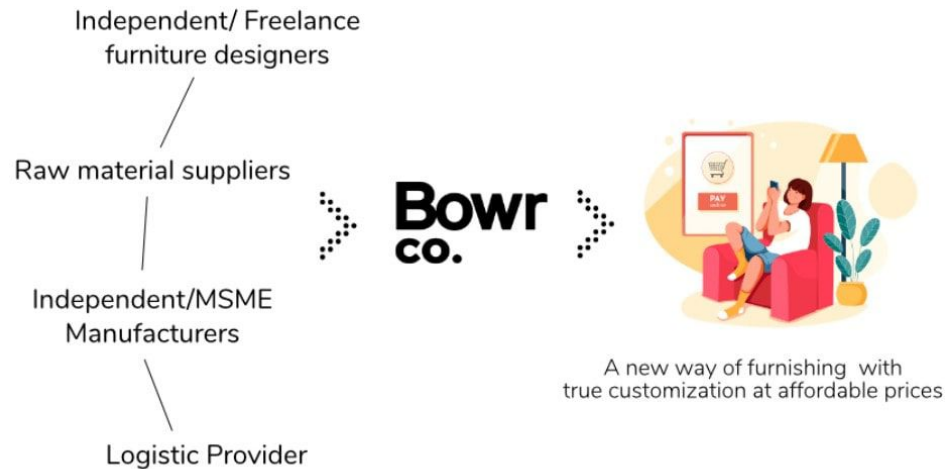 Independent/ Freelance
furniture designers
Raw material suppliers
Independent/MSME
Manufacturers
Logistic Provider
Bowr
co.
PAY
A new way of furnishing with
true customization at affordable prices